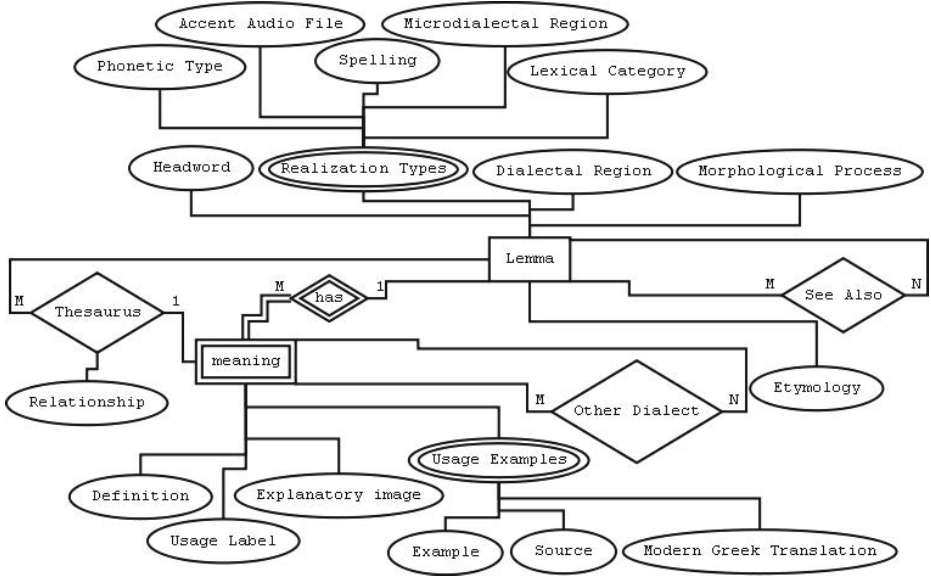 Accent Audio File
Microdialectal Region
Phonetic Type
Spelling
Lexical Category
Headword
Realization Types
Dialectal Region
Morphological Process
Lemma
M
Thesaurus
1
M
has
1
M
See Also
N
meaning
Relationship
M
Other Dialect
N
Etymology
Usage Examples
Definition
Explanatory image
Usage Label
Example
Source
Modern Greek Translation